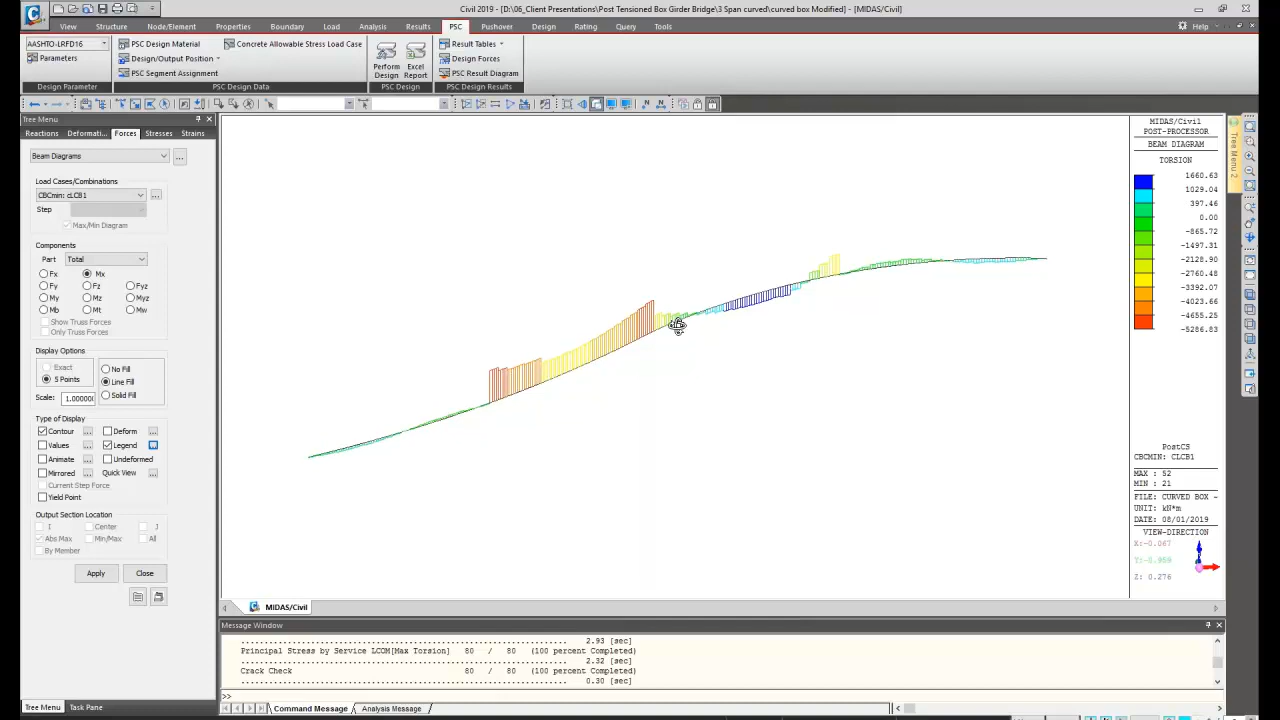 Civil 2019 - [D:\06_Client Presentations\Post Tensioned Box Girder Bridge\3 Span curved\curved box Modified] - [MIDAS/Civil]
View Structure Node/Element Properties Boundary Load Analysis Results PSC Pushover Design Rating Query Tools Help
AASHTO-LRFD16
Parameters
Design Parameter
PSC Design Material
Concrete Allowable Stress Load Case
Design/Output Position
PSC Segment Assignment
PSC Design Data
Perform Design
Excel Report
PSC Design
Result Tables
Design Forces
PSC Result Diagram
PSC Design Results
Tree Menu
Reactions Deformati... Forces Stresses Strains
Beam Diagrams
Load Cases/Combinations
CBCmin: cLCB1
Step
Max/Min Diagram
Components
Part Total
Fx Mx
Fy Fz Fyz
My Mz Myz
Mb Mt Mw
Show Truss Forces
Only Truss Forces
Display Options
Exact
5 Points
No Fill
Line Fill
Solid Fill
Scale: 1.00000
Type of Display
Contour Deform
Values Legend
Animate Undeformed
Mirrored Quick View
Current Step Force
Yield Point
Output Section Location
I Center J
Abs Max Min/Max All
By Member
Apply Close
Tree Menu Task Pane
MIDAS/Civil
POST-PROCESSOR
BEAM DIAGRAM
TORSION
1660.63
1029.04
397.46
0.00
-865.72
-1497.31
-2128.90
-2760.48
-3392.07
-4023.66
-4655.25
-5286.83
PostCS
CBCMIN: CLCB1
MAX : 52
MIN : 21
FILE: CURVED BOX ~
UNIT: kN*m
DATE: 08/01/2019
VIEW-DIRECTION
X:-0.067
Y:-0.959
Z: 0.276
Tree Menu 2
MIDAS/Civil
Message Window
2.93 [sec]
Principal Stress by Service LCOM[Max Torsion] 80 / 80 (100 percent Completed)
2.32 [sec]
Crack Check 80 / 80 (100 percent Completed)
0.30 [sec]
>>
Command Message Analysis Message